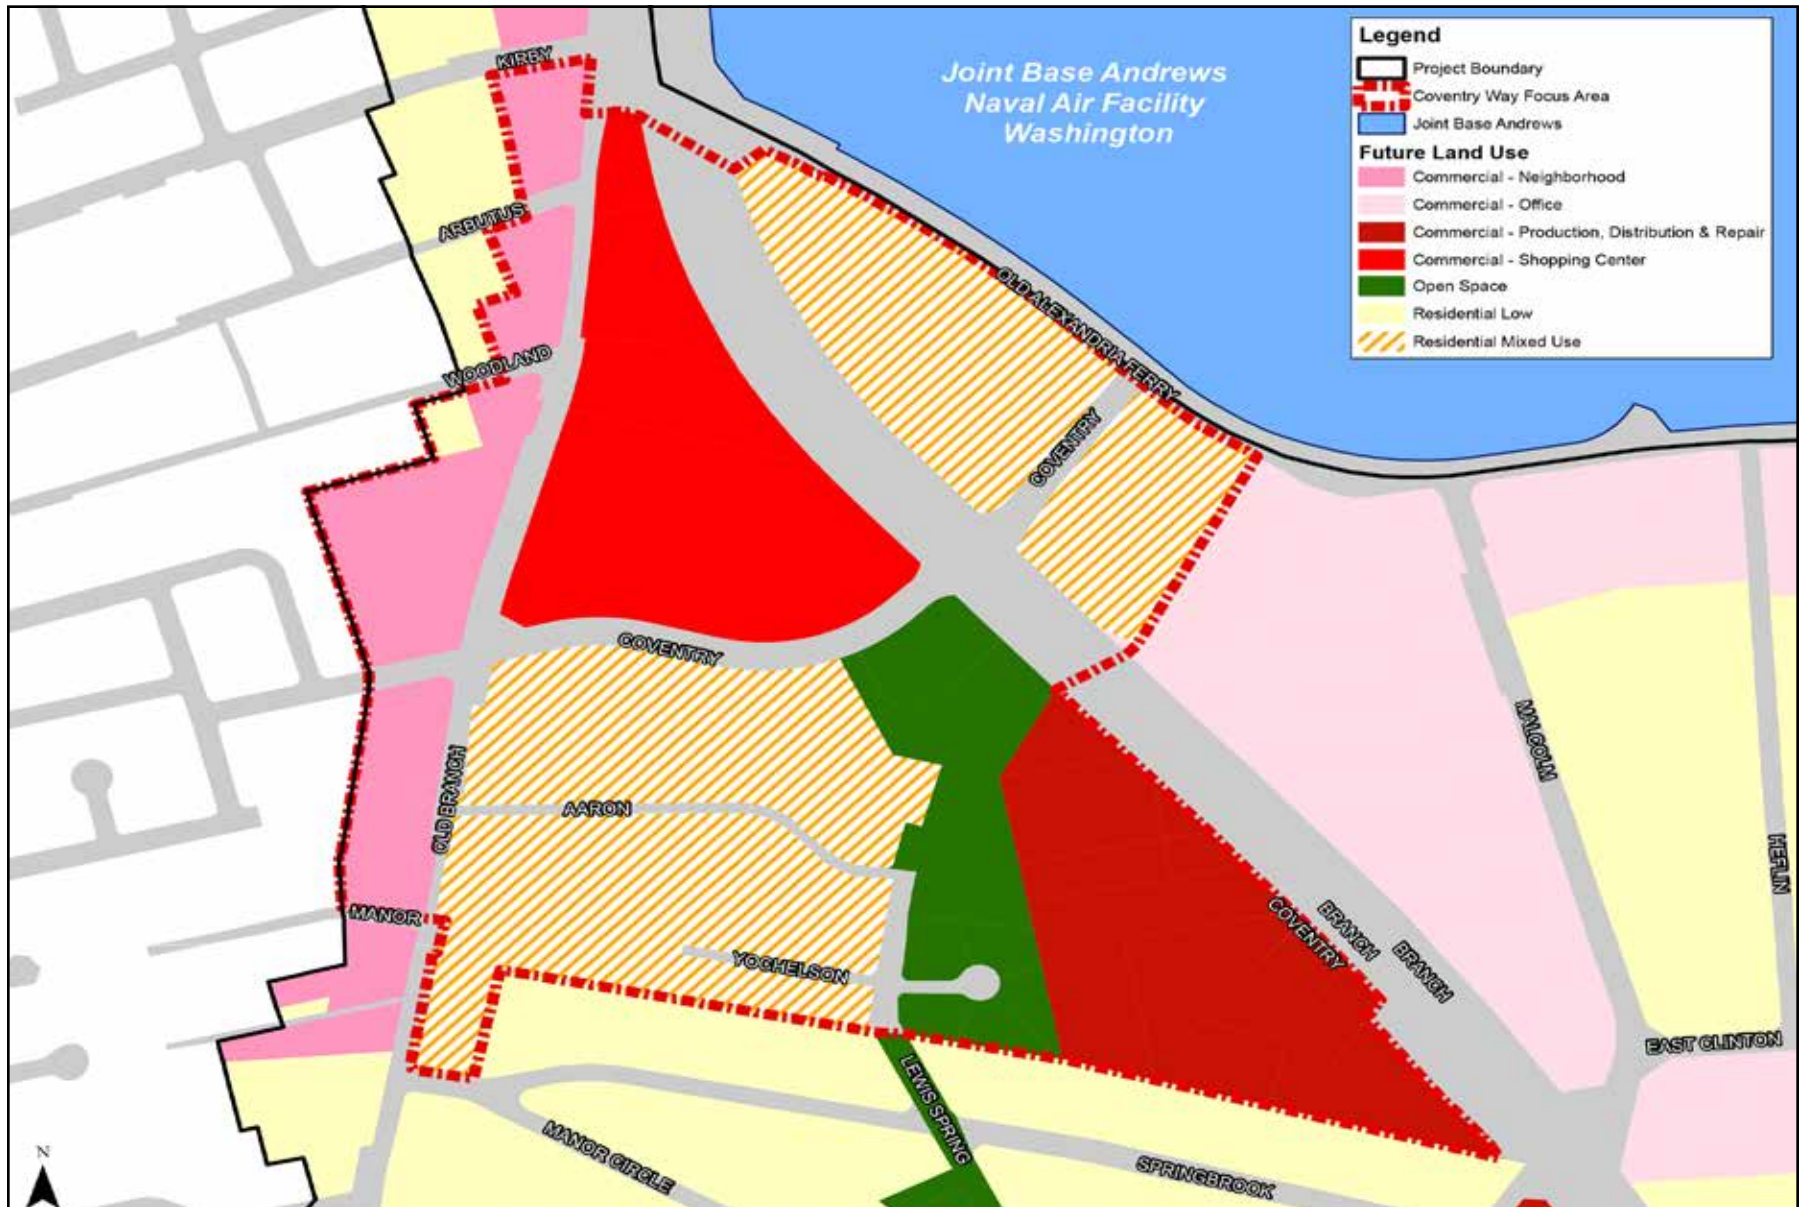 KIRBY
Joint Base Andrews
Naval Air Facility
Washington
Legend
Project Boundary
Coventry Way Focus Area
Joint Base Andrews
Future Land Use
Commercial - Neighborhood
Commercial - Office
Commercial - Production, Distribution & Repair
Commercial - Shopping Center
Open Space
Residential Low
Residential Mixed Use
ARBUTUS
OLD ALEXANDRIA FERRY
WOODLAND
COVENTRY
COVENTRY
MALCOLM
OLD BRANCH
AARON
HEFLIN
MANOR
COVENTRY
BRANCH
BRANCH
YOCHELSON
EAST CLINTON
LEWIS SPRING
MANOR CIRCLE
SPRINGBROOK
N